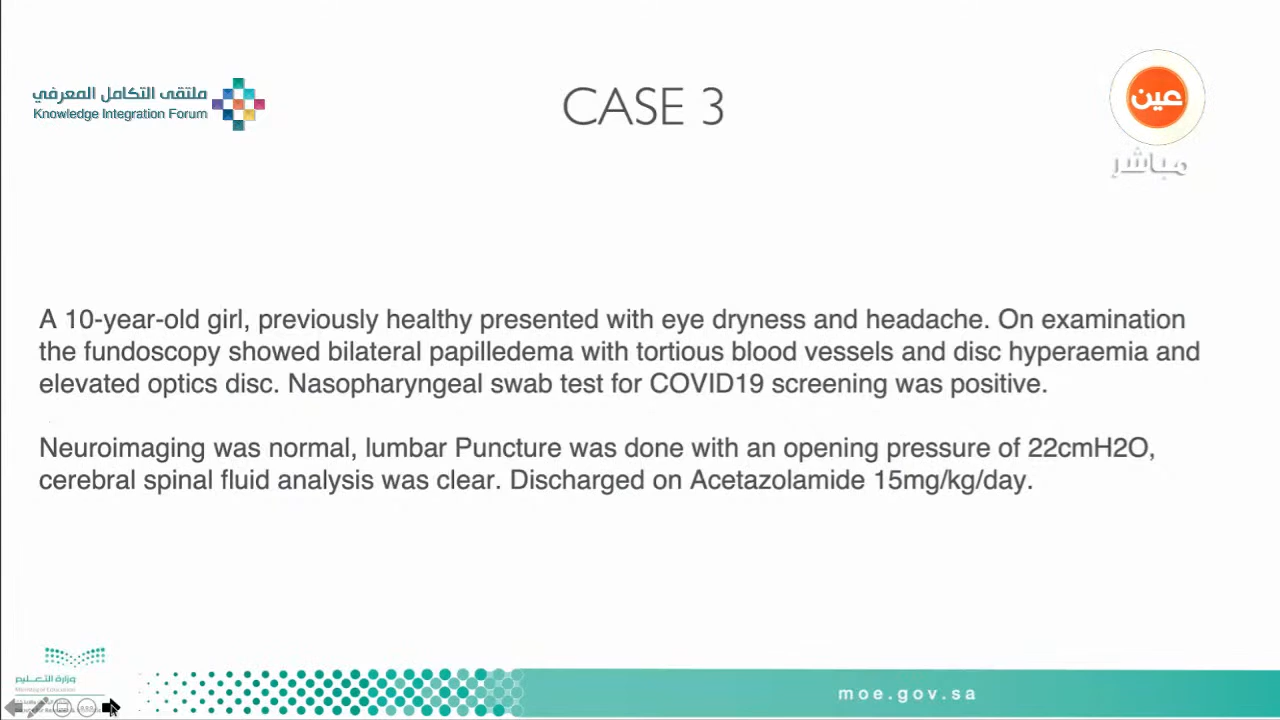 ملتقى التكامل المعرفي
Knowledge Integration Forum
CASE 3
عين
مباشر
A 10-year-old girl, previously healthy presented with eye dryness and headache. On examination
the fundoscopy showed bilateral papilledema with tortious blood vessels and disc hyperaemia and
elevated optics disc. Nasopharyngeal swab test for COVID19 screening was positive.
Neuroimaging was normal, lumbar Puncture was done with an opening pressure of 22cmH2O,
cerebral spinal fluid analysis was clear. Discharged on Acetazolamide 15mg/kg/day.
وزارة التعليم
Ministry of Education
moe.gov.sa